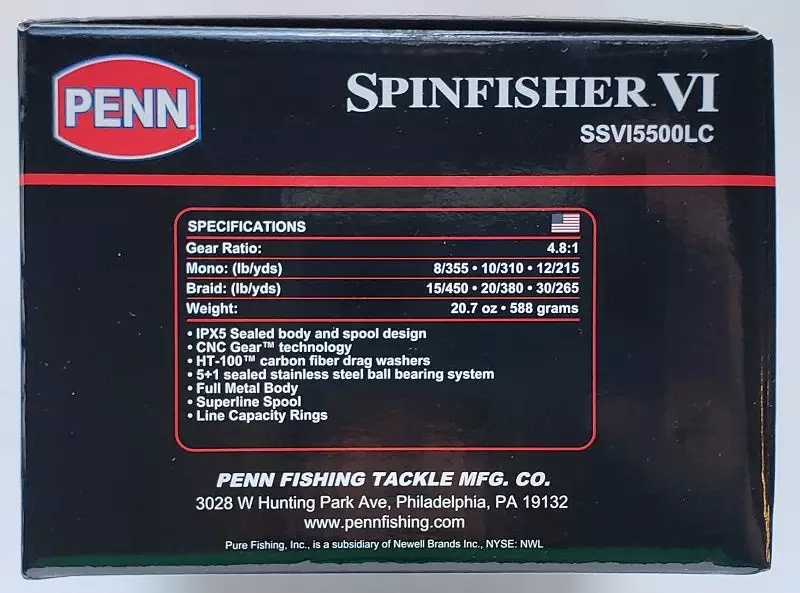 PENN®
SPINFISHER VI
SSVI5500LC
SPECIFICATIONS
Gear Ratio: 4.8:1
Mono: (lb/yds) 8/355 • 10/310 • 12/215
Braid: (lb/yds) 15/450 • 20/380 • 30/265
Weight: 20.7 oz • 588 grams
• IPX5 Sealed body and spool design
• CNC Gear™ technology
• HT-100™ carbon fiber drag washers
• 5+1 sealed stainless steel ball bearing system
• Full Metal Body
• Superline Spool
• Line Capacity Rings
PENN FISHING TACKLE MFG. CO.
3028 W Hunting Park Ave, Philadelphia, PA 19132
www.pennfishing.com
Pure Fishing, Inc., is a subsidiary of Newell Brands Inc., NYSE: NWL